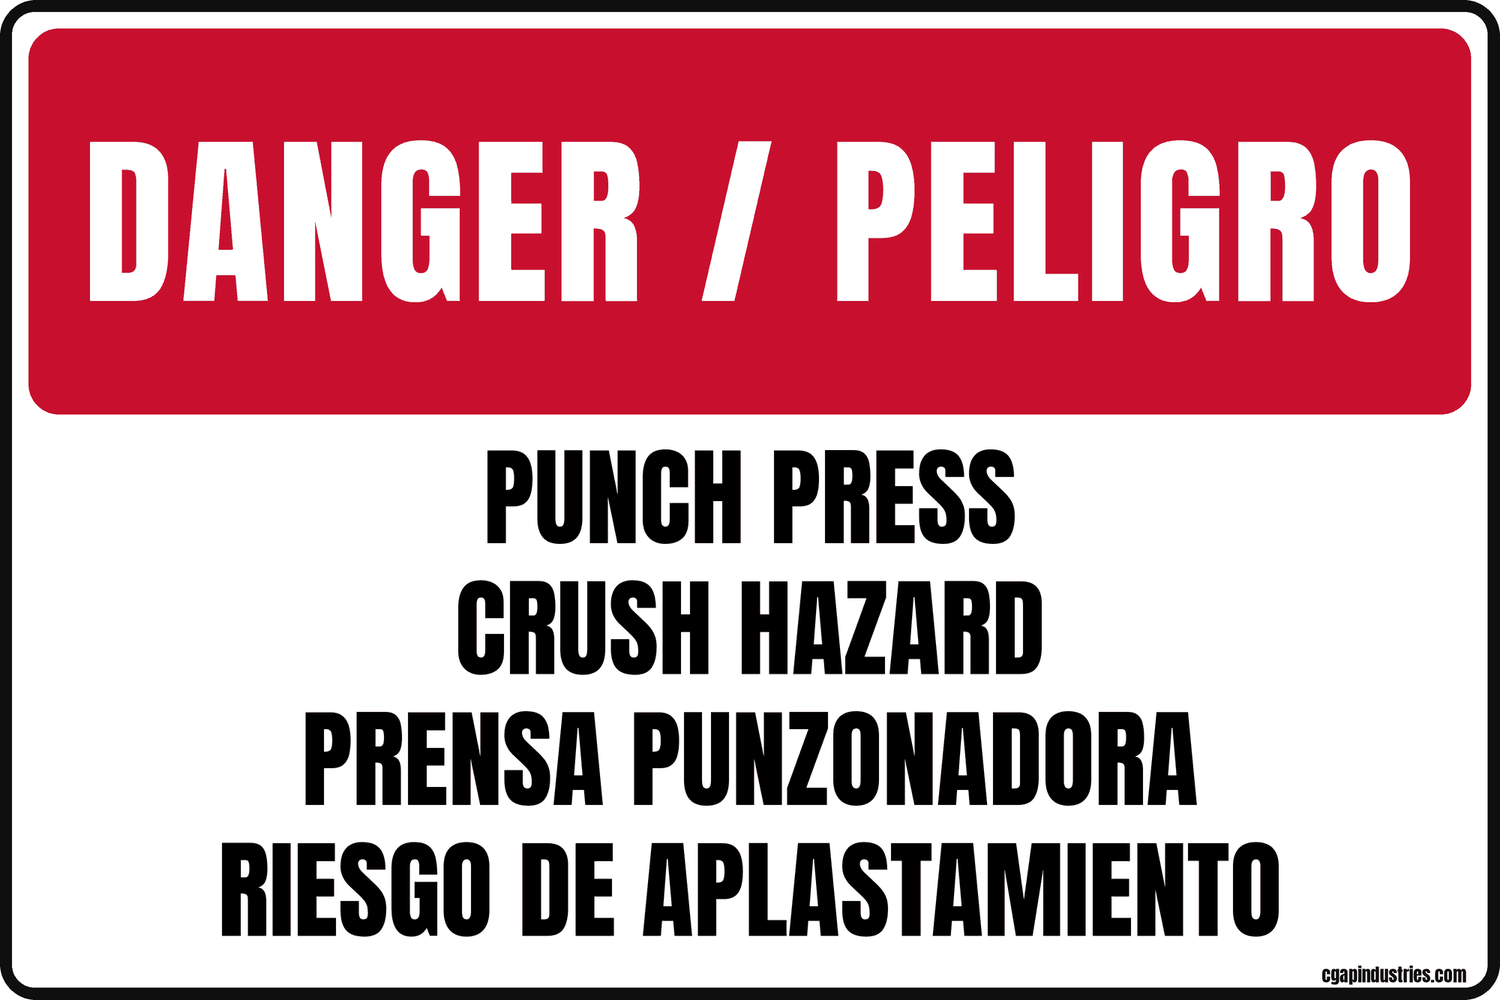 DANGER / PELIGRO
PUNCH PRESS
CRUSH HAZARD
PRENSA PUNZONADORA
RIESGO DE APLASTAMIENTO
cgapindustries.com